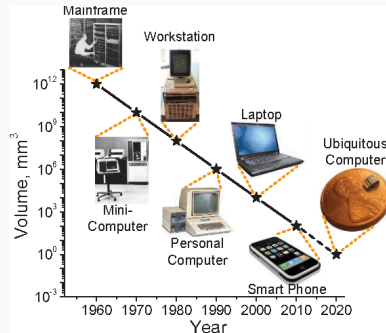 Mainframe
Workstation
Laptop
Ubiquitous
Computer
Mini-
Computer
Personal
Computer
Smart Phone
Volume, mm³
10¹²
10⁹
10⁶
10³
10⁰
10⁻³
1960 1970 1980 1990 2000 2010 2020
Year